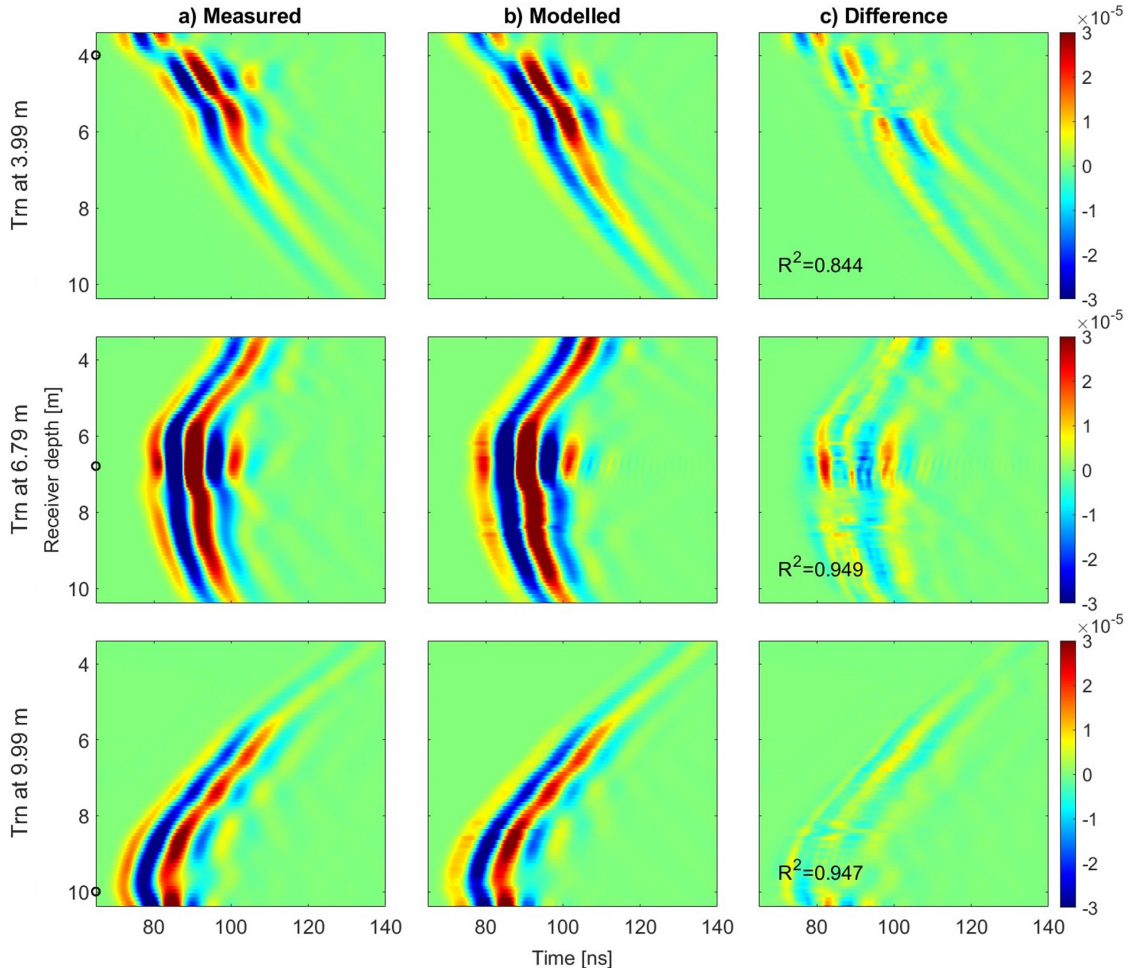 a) Measured
b) Modelled
c) Difference
×10^-5
Trn at 3.99 m
4
6
8
10
R^2=0.844
3
2
1
0
-1
-2
-3
×10^-5
Trn at 6.79 m
Receiver depth [m]
4
6
8
10
R^2=0.949
3
2
1
0
-1
-2
-3
×10^-5
Trn at 9.99 m
4
6
8
10
R^2=0.947
3
2
1
0
-1
-2
-3
80 100 120 140
80 100 120 140
80 100 120 140
Time [ns]